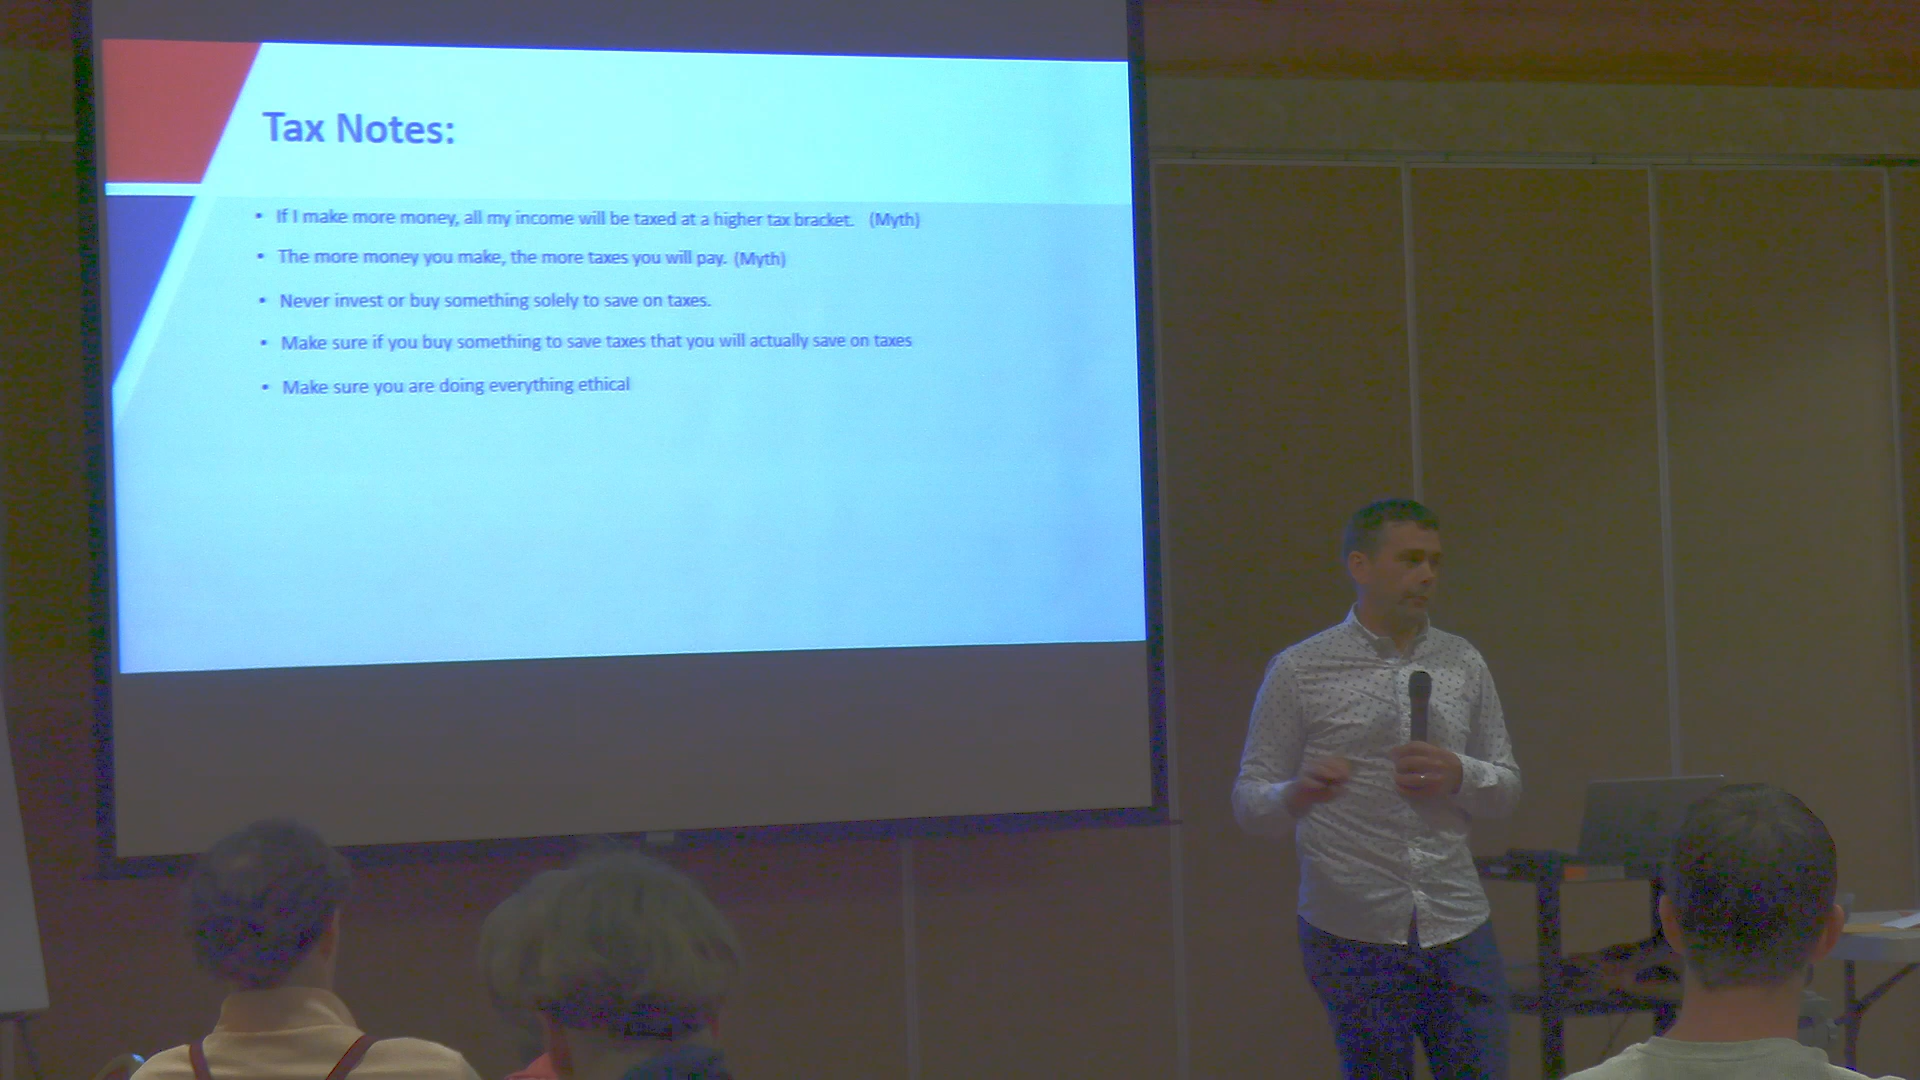 Tax Notes:
• If I make more money, all my income will be taxed at a higher tax bracket. (Myth)
• The more money you make, the more taxes you will pay. (Myth)
• Never invest or buy something solely to save on taxes.
• Make sure if you buy something to save taxes that you will actually save on taxes
• Make sure you are doing everything ethical